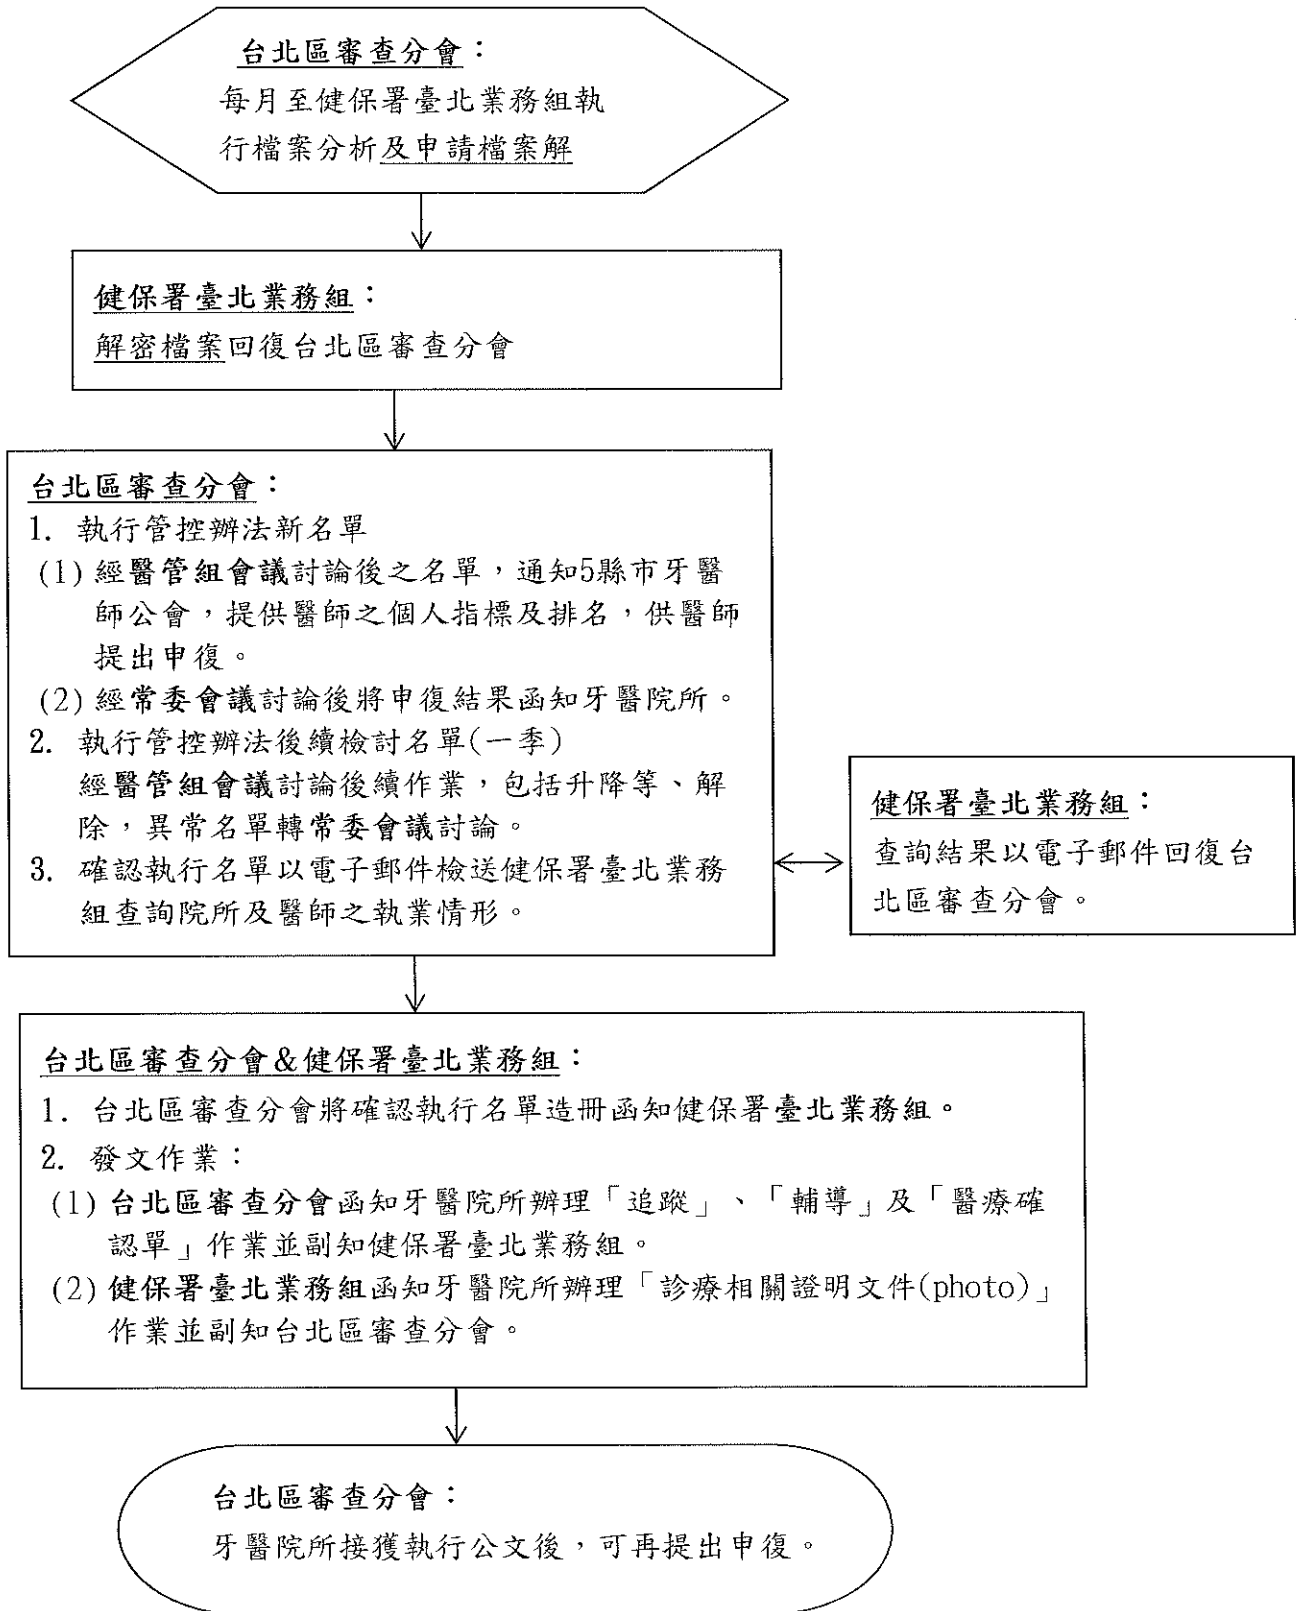 台北區審查分會：
每月至健保署臺北業務組執
行檔案分析及申請檔案解
健保署臺北業務組：
解密檔案回復台北區審查分會
台北區審查分會：
1. 執行管控辦法新名單
(1) 經醫管組會議討論後之名單，通知5縣市牙醫
師公會，提供醫師之個人指標及排名，供醫師
提出申復。
(2) 經常委會議討論後將申復結果函知牙醫院所。
2. 執行管控辦法後續檢討名單(一季)
經醫管組會議討論後續作業，包括升降等、解
除，異常名單轉常委會議討論。
3. 確認執行名單以電子郵件檢送健保署臺北業務
組查詢院所及醫師之執業情形。
健保署臺北業務組：
查詢結果以電子郵件回復台
北區審查分會。
台北區審查分會&健保署臺北業務組：
1. 台北區審查分會將確認執行名單造冊函知健保署臺北業務組。
2. 發文作業：
(1) 台北區審查分會函知牙醫院所辦理「追蹤」、「輔導」及「醫療確
認單」作業並副知健保署臺北業務組。
(2) 健保署臺北業務組函知牙醫院所辦理「診療相關證明文件(photo)」
作業並副知台北區審查分會。
台北區審查分會：
牙醫院所接獲執行公文後，可再提出申復。